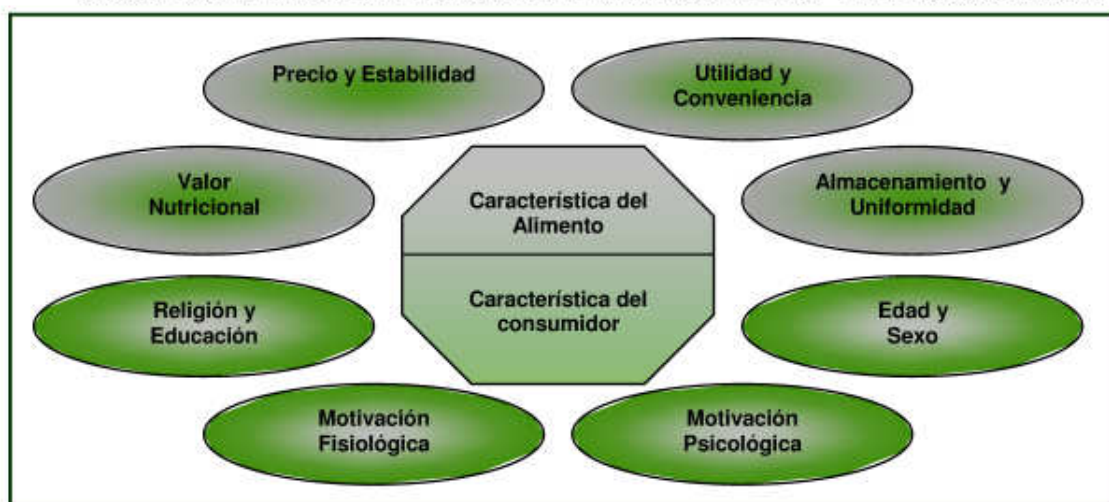 Precio y Estabilidad
Utilidad y
Conveniencia
Valor
Nutricional
Característica del
Alimento
Almacenamiento y
Uniformidad
Religión y
Educación
Característica del
consumidor
Edad y
Sexo
Motivación
Fisiológica
Motivación
Psicológica